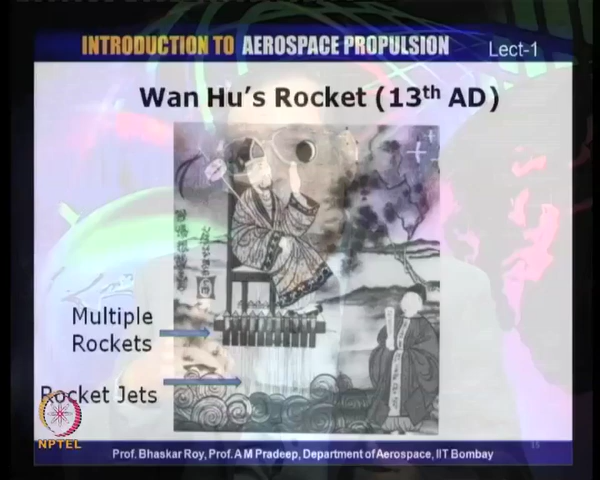 INTRODUCTION TO AEROSPACE PROPULSION
Lect-1
Wan Hu's Rocket (13th AD)
Multiple
Rockets
Rocket Jets
NPTEL
15
Prof. Bhaskar Roy, Prof. A M Pradeep, Department of Aerospace, IIT Bombay